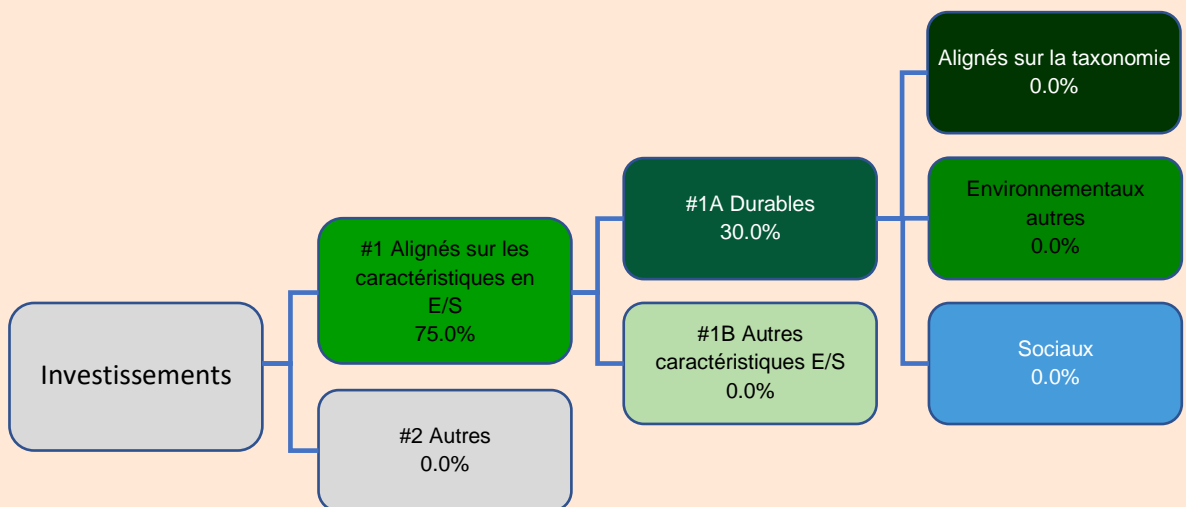 Investissements
#1 Alignés sur les
caractéristiques en
E/S
75.0%
#2 Autres
0.0%
#1A Durables
30.0%
#1B Autres
caractéristiques E/S
0.0%
Alignés sur la taxonomie
0.0%
Environnementaux
autres
0.0%
Sociaux
0.0%